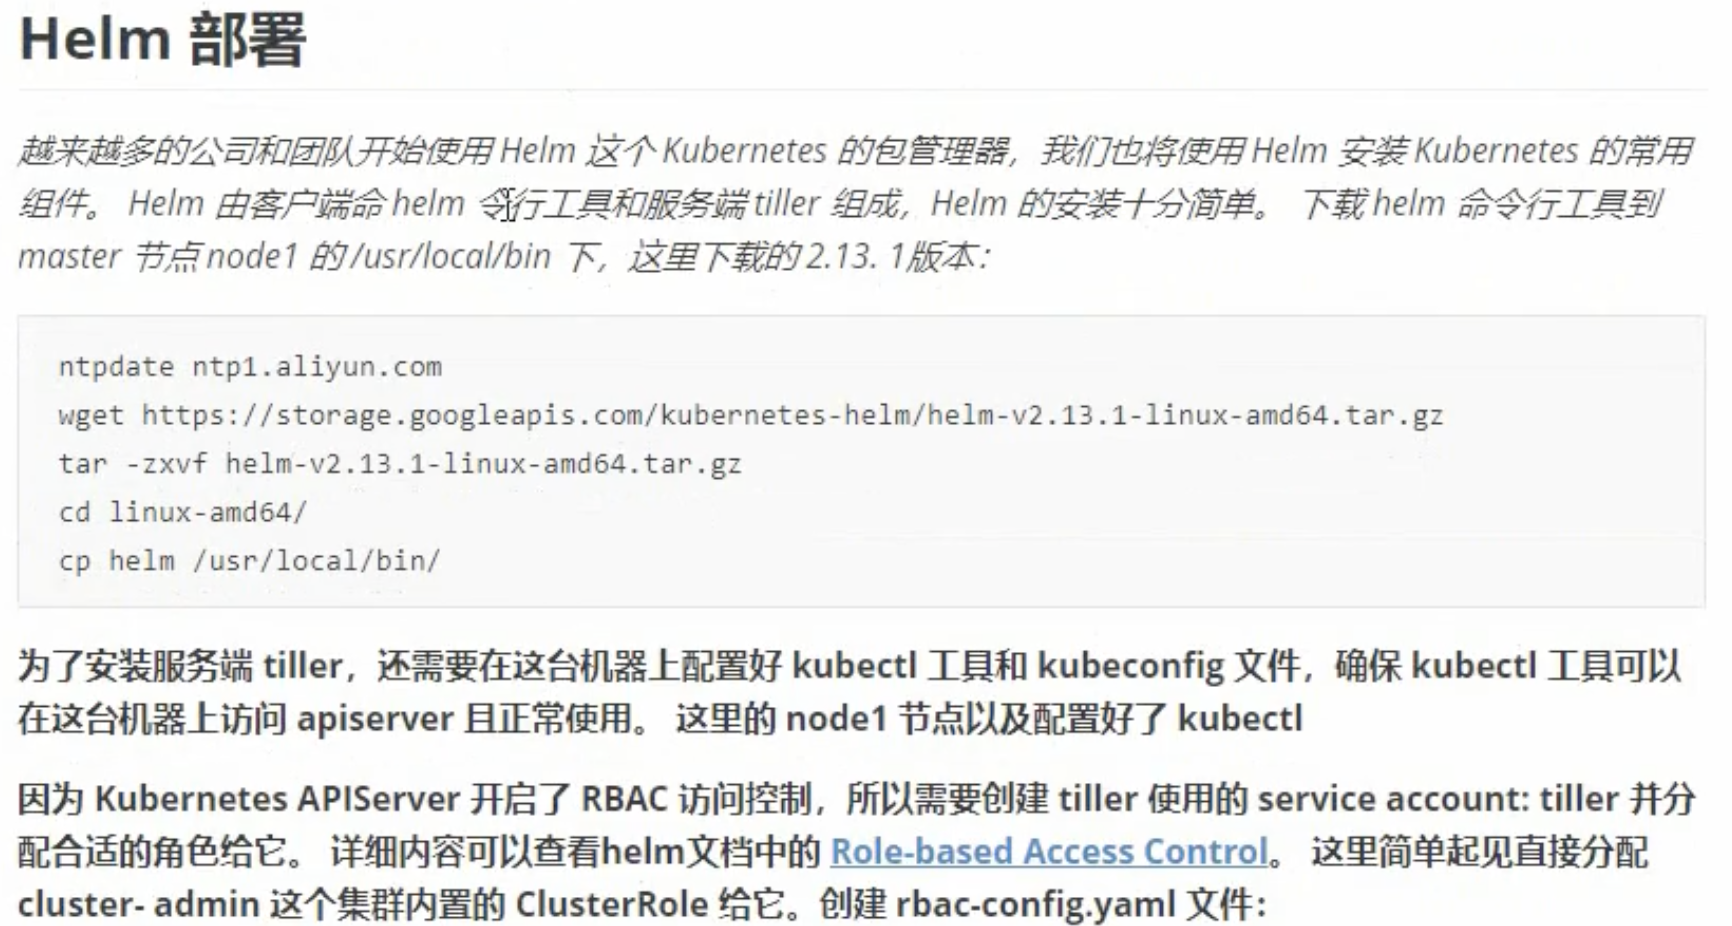 Helm 部署
越来越多的公司和团队开始使用 Helm 这个 Kubernetes 的包管理器，我们也将使用 Helm 安装 Kubernetes 的常用
组件。 Helm 由客户端命 helm 令行工具和服务端 tiller 组成，Helm 的安装十分简单。 下载 helm 命令行工具到
master 节点 node1 的 /usr/local/bin 下，这里下载的 2.13. 1版本：
ntpdate ntp1.aliyun.com
wget https://storage.googleapis.com/kubernetes-helm/helm-v2.13.1-linux-amd64.tar.gz
tar -zxvf helm-v2.13.1-linux-amd64.tar.gz
cd linux-amd64/
cp helm /usr/local/bin/
为了安装服务端 tiller，还需要在这台机器上配置好 kubectl 工具和 kubeconfig 文件，确保 kubectl 工具可以
在这台机器上访问 apiserver 且正常使用。 这里的 node1 节点以及配置好了 kubectl
因为 Kubernetes APIServer 开启了 RBAC 访问控制，所以需要创建 tiller 使用的 service account: tiller 并分
配合适的角色给它。 详细内容可以查看helm文档中的 Role-based Access Control。 这里简单起见直接分配
cluster- admin 这个集群内置的 ClusterRole 给它。创建 rbac-config.yaml 文件：